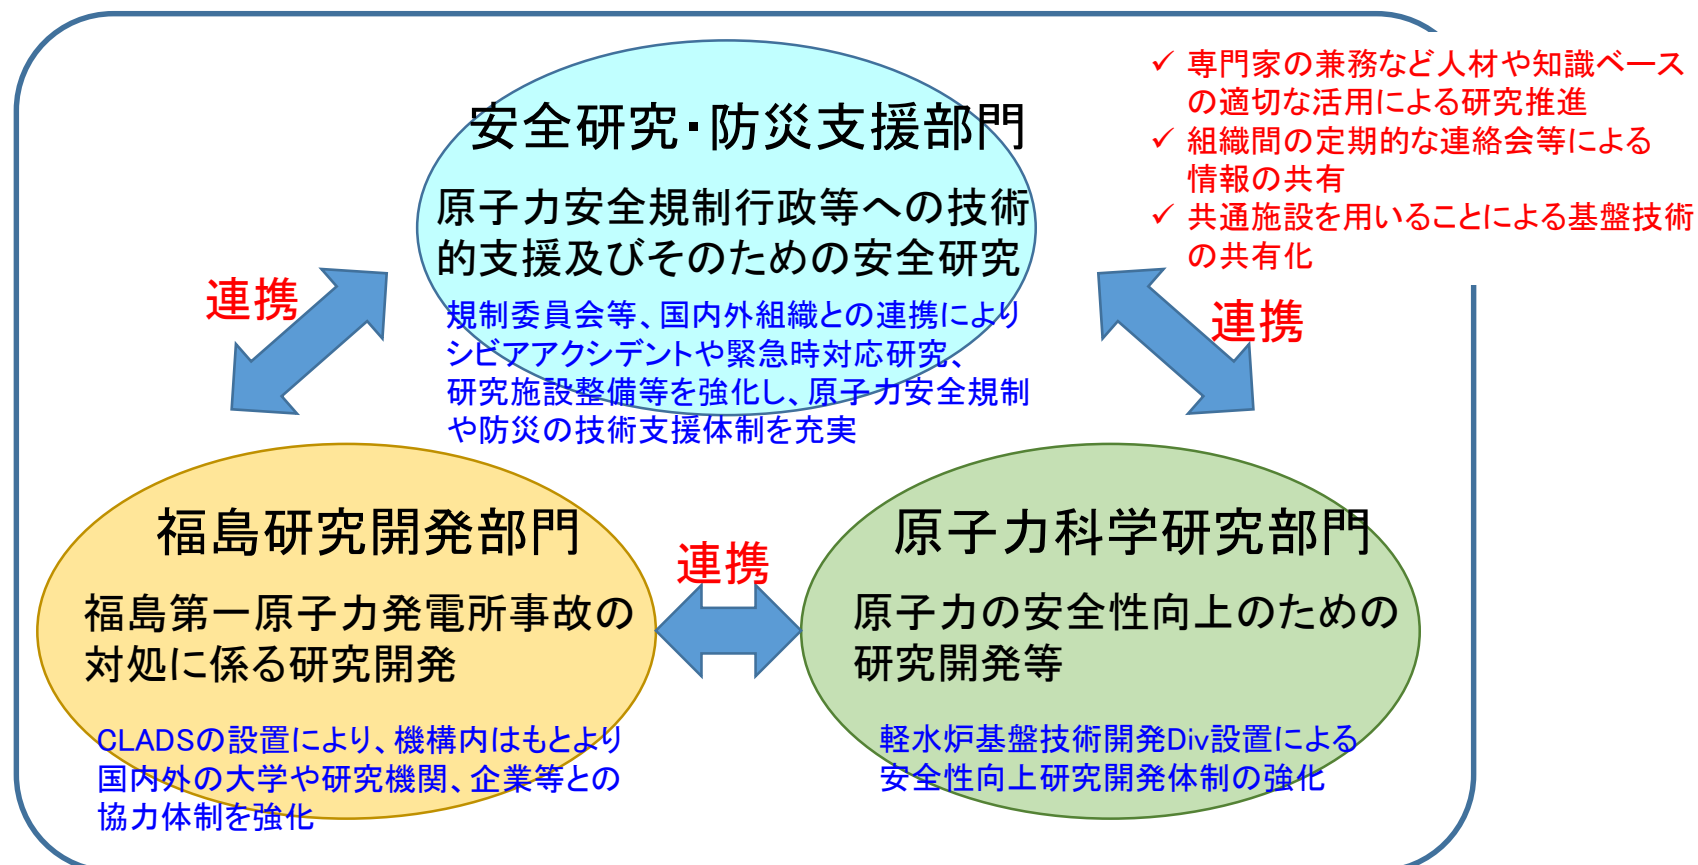 安全研究・防災支援部門
原子力安全規制行政等への技術
的支援及びそのための安全研究
規制委員会等、国内外組織との連携により
シビアアクシデントや緊急時対応研究、
研究施設整備等を強化し、原子力安全規制
や防災の技術支援体制を充実
✓ 専門家の兼務など人材や知識ベース
の適切な活用による研究推進
✓ 組織間の定期的な連絡会等による
情報の共有
✓ 共通施設を用いることによる基盤技術
の共有化
連携
連携
連携
福島研究開発部門
福島第一原子力発電所事故の
対処に係る研究開発
CLADSの設置により、機構内はもとより
国内外の大学や研究機関、企業等との
協力体制を強化
原子力科学研究部門
原子力の安全性向上のための
研究開発等
軽水炉基盤技術開発Div設置による
安全性向上研究開発体制の強化